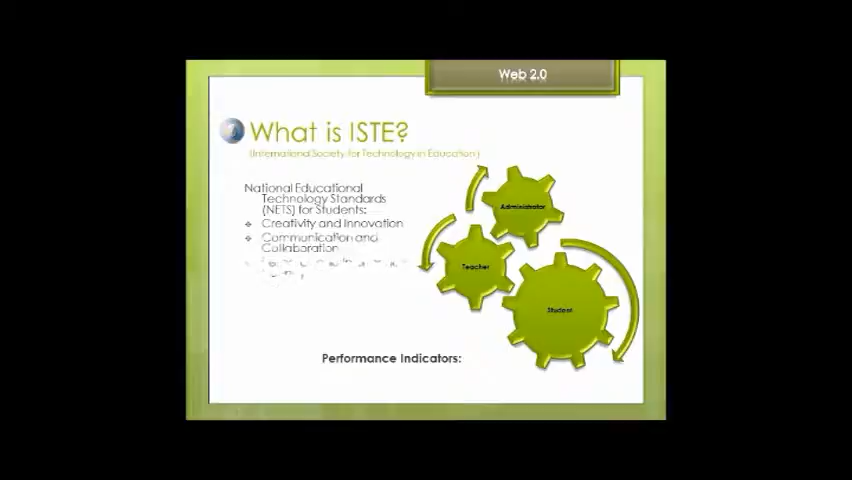 Web 2.0
What is ISTE?
(International Society for Technology in Education)
National Educational
Technology Standards
(NETS) for Students:
Creativity and Innovation
Communication and
Collaboration
Administrator
Teacher
Student
Performance Indicators: